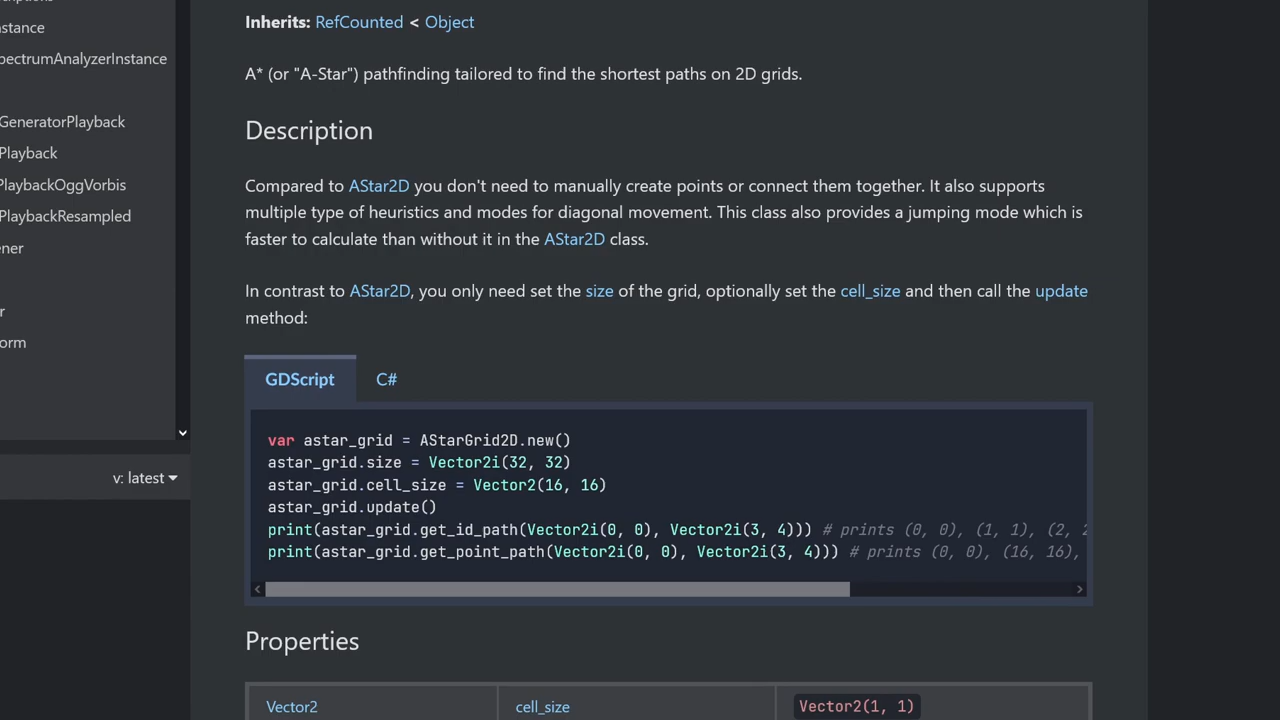 Inherits: RefCounted < Object
nstance
pectrumAnalyzerInstance
A* (or "A-Star") pathfinding tailored to find the shortest paths on 2D grids.
GeneratorPlayback
Description
Playback
PlaybackOggVorbis
Compared to AStar2D you don't need to manually create points or connect them together. It also supports
PlaybackResampled
multiple type of heuristics and modes for diagonal movement. This class also provides a jumping mode which is
ener
faster to calculate than without it in the AStar2D class.
In contrast to AStar2D, you only need set the size of the grid, optionally set the cell_size and then call the update
r
method:
orm
GDScript C#
var astar_grid = AStarGrid2D.new()
astar_grid.size = Vector2i(32, 32)
v: latest
astar_grid.cell_size = Vector2(16, 16)
astar_grid.update()
print(astar_grid.get_id_path(Vector2i(0, 0), Vector2i(3, 4))) # prints (0, 0), (1, 1), (2, 2
print(astar_grid.get_point_path(Vector2i(0, 0), Vector2i(3, 4))) # prints (0, 0), (16, 16),
Properties
Vector2 cell_size Vector2(1, 1)